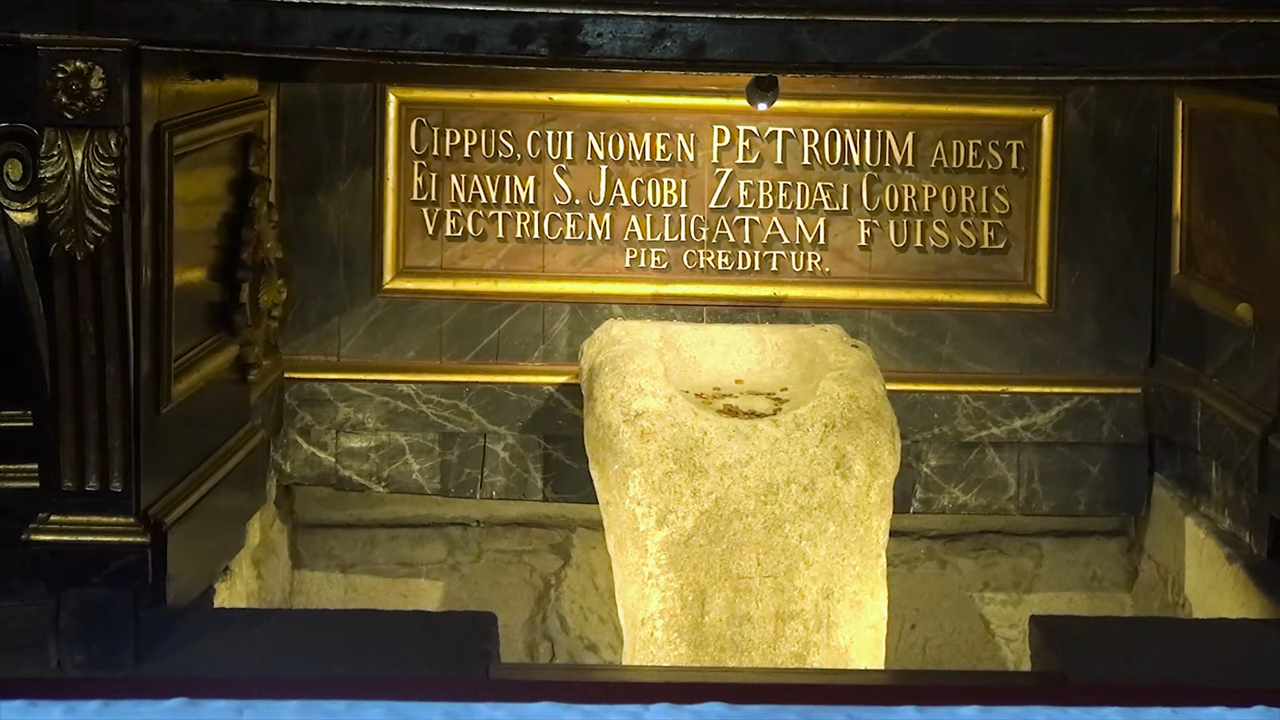 CIPPUS, CUI NOMEN PETRONUM ADEST,
EI NAVIM S. JACOBI ZEBEDÆI CORPORIS
VECTRICEM ALLIGATAM FUISSE
PIE CREDITUR.